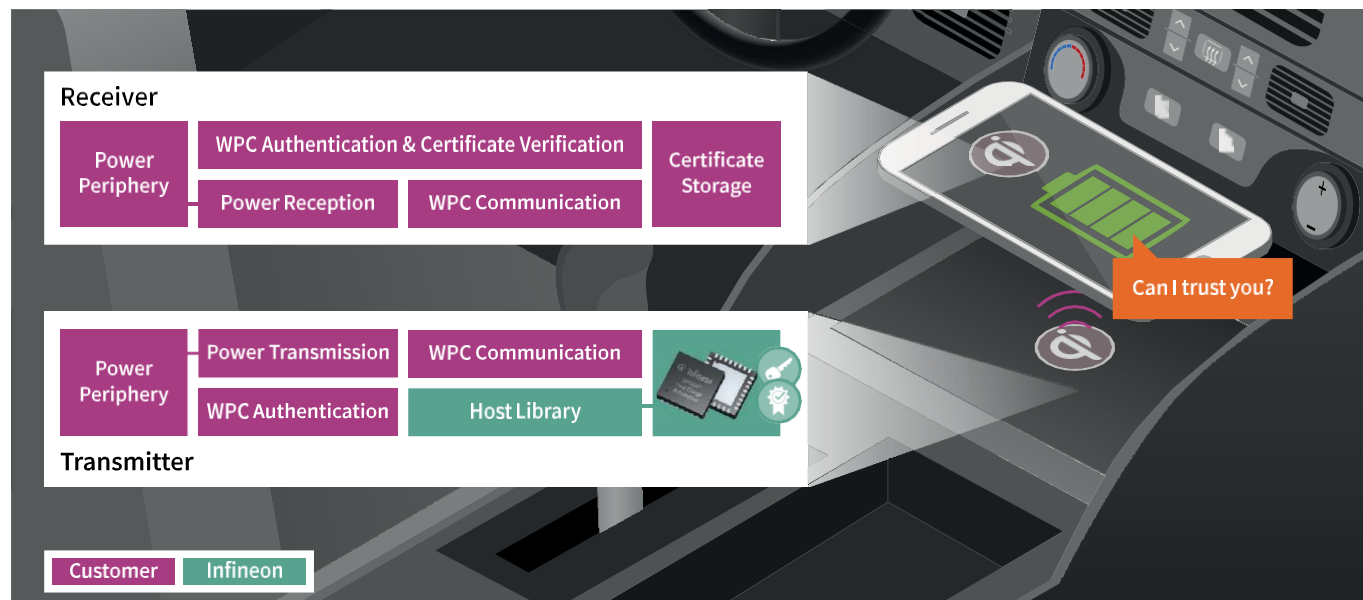 Receiver
Power
Periphery
WPC Authentication & Certificate Verification
Power Reception
WPC Communication
Certificate
Storage
Can I trust you?
Power
Periphery
Power Transmission
WPC Communication
WPC Authentication
Host Library
infineon
Transmitter
Customer
Infineon
+
-